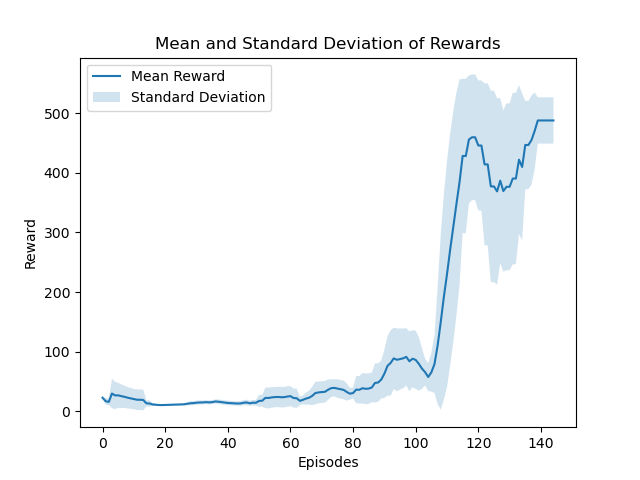 Mean and Standard Deviation of Rewards
Mean Reward
Standard Deviation
500
400
300
200
100
0
Reward
0 20 40 60 80 100 120 140
Episodes